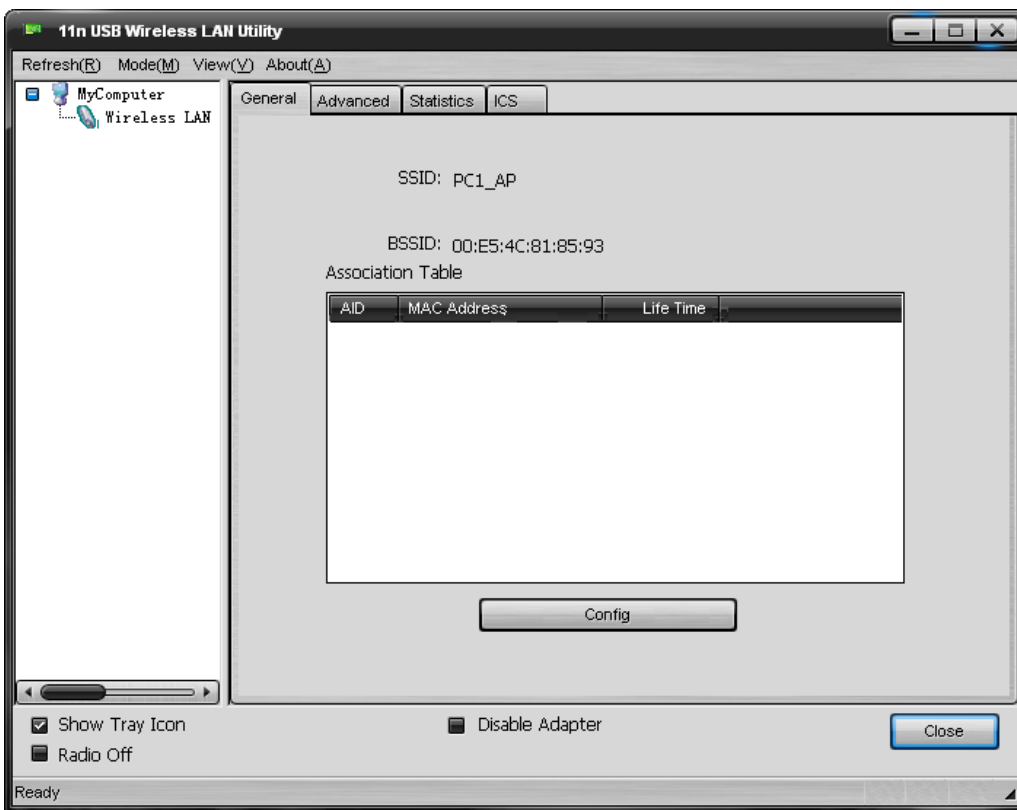 11n USB Wireless LAN Utility
Refresh(R) Mode(M) View(V) About(A)
MyComputer
Wireless LAN
General Advanced Statistics ICS
SSID: PC1_AP
BSSID: 00:E5:4C:81:85:93
Association Table
AID MAC Address Life Time
Config
Show Tray Icon Disable Adapter Close
Radio Off
Ready